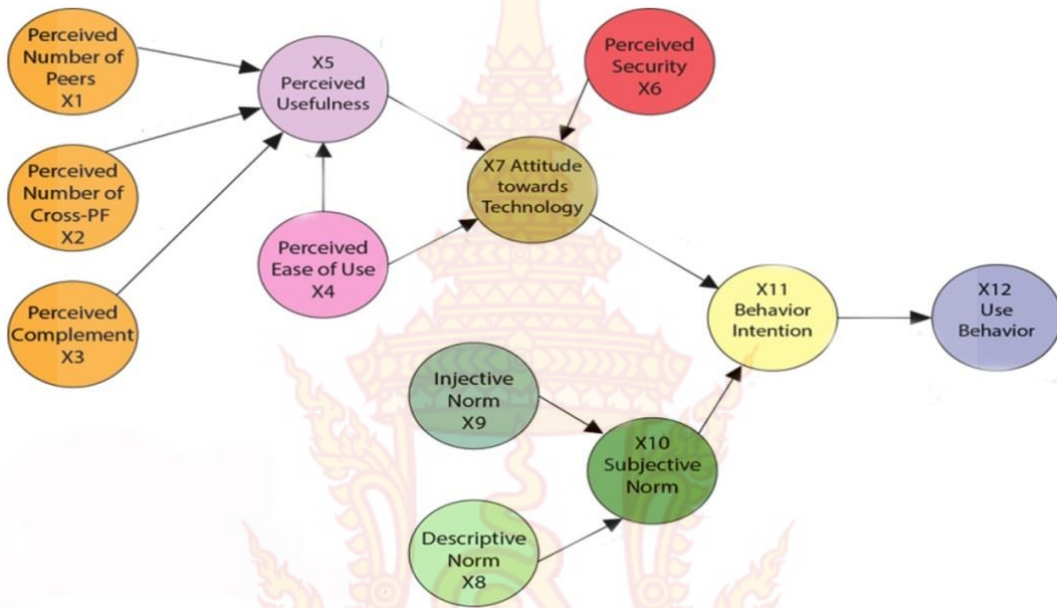 Perceived
Number of
Peers
X1
X5
Perceived
Usefulness
Perceived
Security
X6
Perceived
Number of
Cross-PF
X2
X7 Attitude
towards
Technology
Perceived
Ease of Use
X4
Perceived
Complement
X3
X11
Behavior
Intention
X12
Use
Behavior
Injective
Norm
X9
X10
Subjective
Norm
Descriptive
Norm
X8